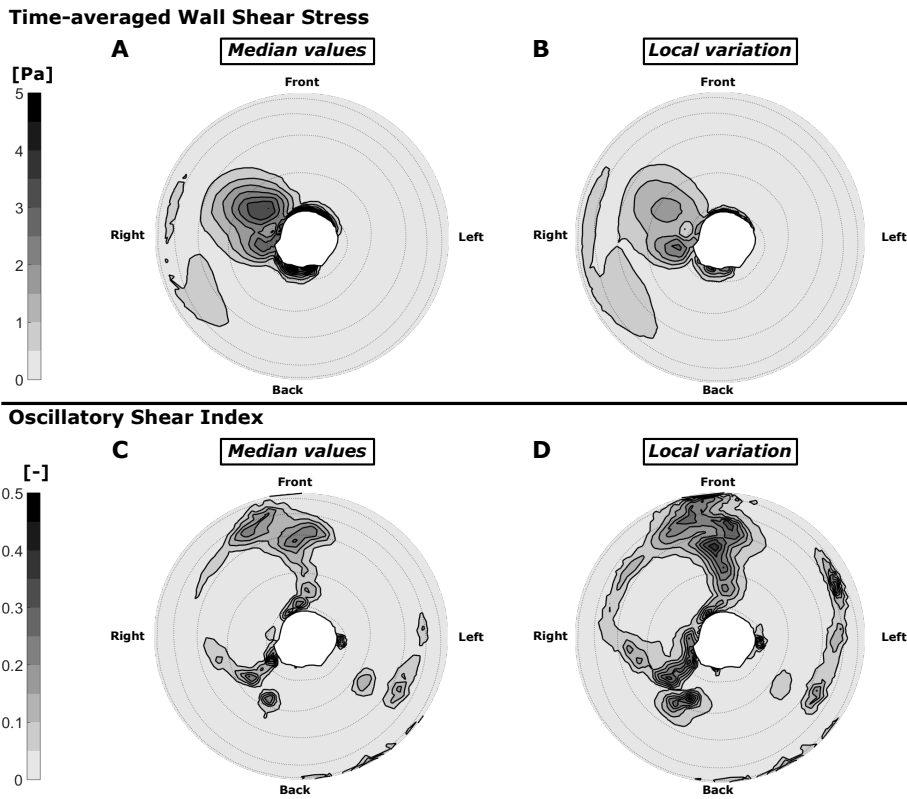 Time-averaged Wall Shear Stress
A Median values B Local variation
[Pa]
Front Front
5
4
3
2
1
0
Right Left Right Left
Back Back
Oscillatory Shear Index
C Median values D Local variation
[-]
Front Front
0.5
0.4
0.3
0.2
0.1
0
Right Left Right Left
Back Back